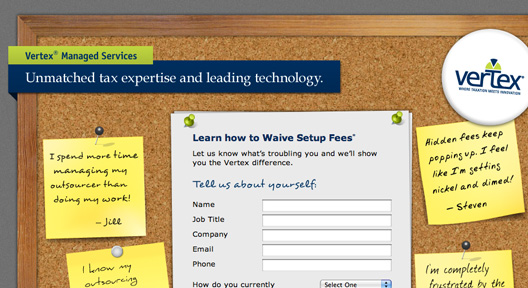 Vertex® Managed Services
Unmatched tax expertise and leading technology.
vertex
WHERE TAXATION MEETS INNOVATION
I spend more time
managing my
outsourcer than
doing my work!
– Jill
I know my
outsourcing
Learn how to Waive Setup Fees*
Let us know what's troubling you and we'll show
you the Vertex difference.
Tell us about yourself:
Name
Job Title
Company
Email
Phone
How do you currently
Select One
Hidden fees keep
popping up. I feel
like I'm getting
nickel and dimed!
– Steven
I'm completely
frustrated by the